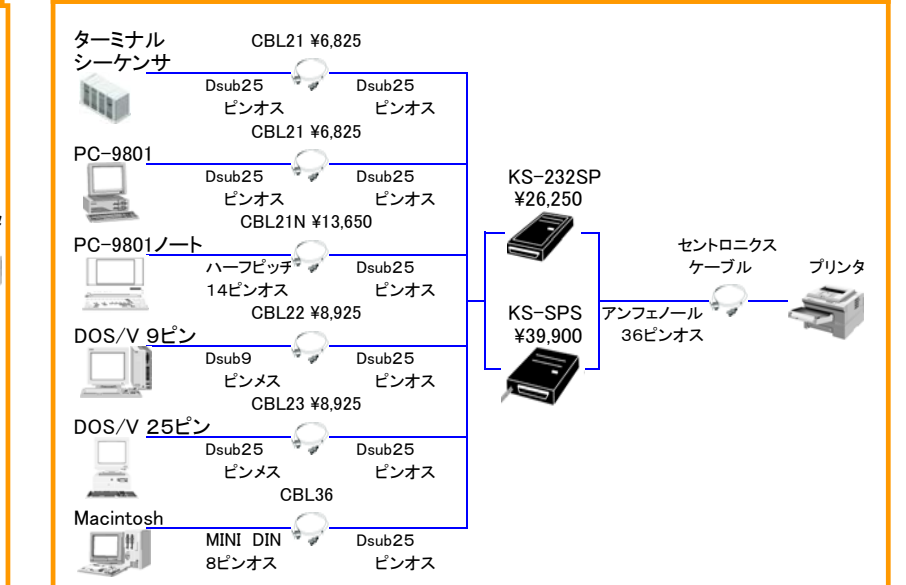 ターミナル
シーケンサ
CBL21 ¥6,825
Dsub25
ピンオス
Dsub25
ピンオス
CBL21 ¥6,825
PC-9801
Dsub25
ピンオス
Dsub25
ピンオス
CBL21N ¥13,650
PC-9801ノート
ハーフピッチ
14ピンオス
Dsub25
ピンオス
CBL22 ¥8,925
DOS/V 9ピン
Dsub9
ピンメス
Dsub25
ピンオス
CBL23 ¥8,925
DOS/V 25ピン
Dsub25
ピンメス
Dsub25
ピンオス
CBL36
Macintosh
MINI DIN
8ピンオス
Dsub25
ピンオス
KS-232SP
¥26,250
KS-SPS
¥39,900
アンフェノール
36ピンオス
セントロニクス
ケーブル
プリンタ